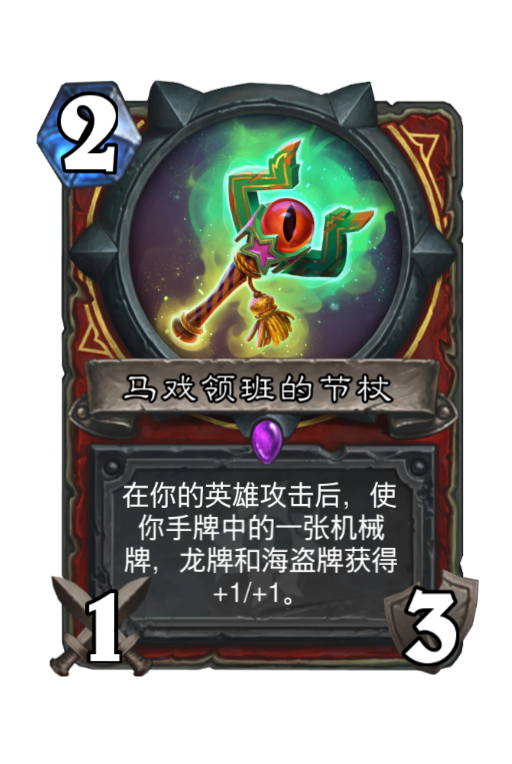 2
马戏领班的节杖
在你的英雄攻击后，使
你手牌中的一张机械
牌，龙牌和海盗牌获得
+1/+1。
1
3